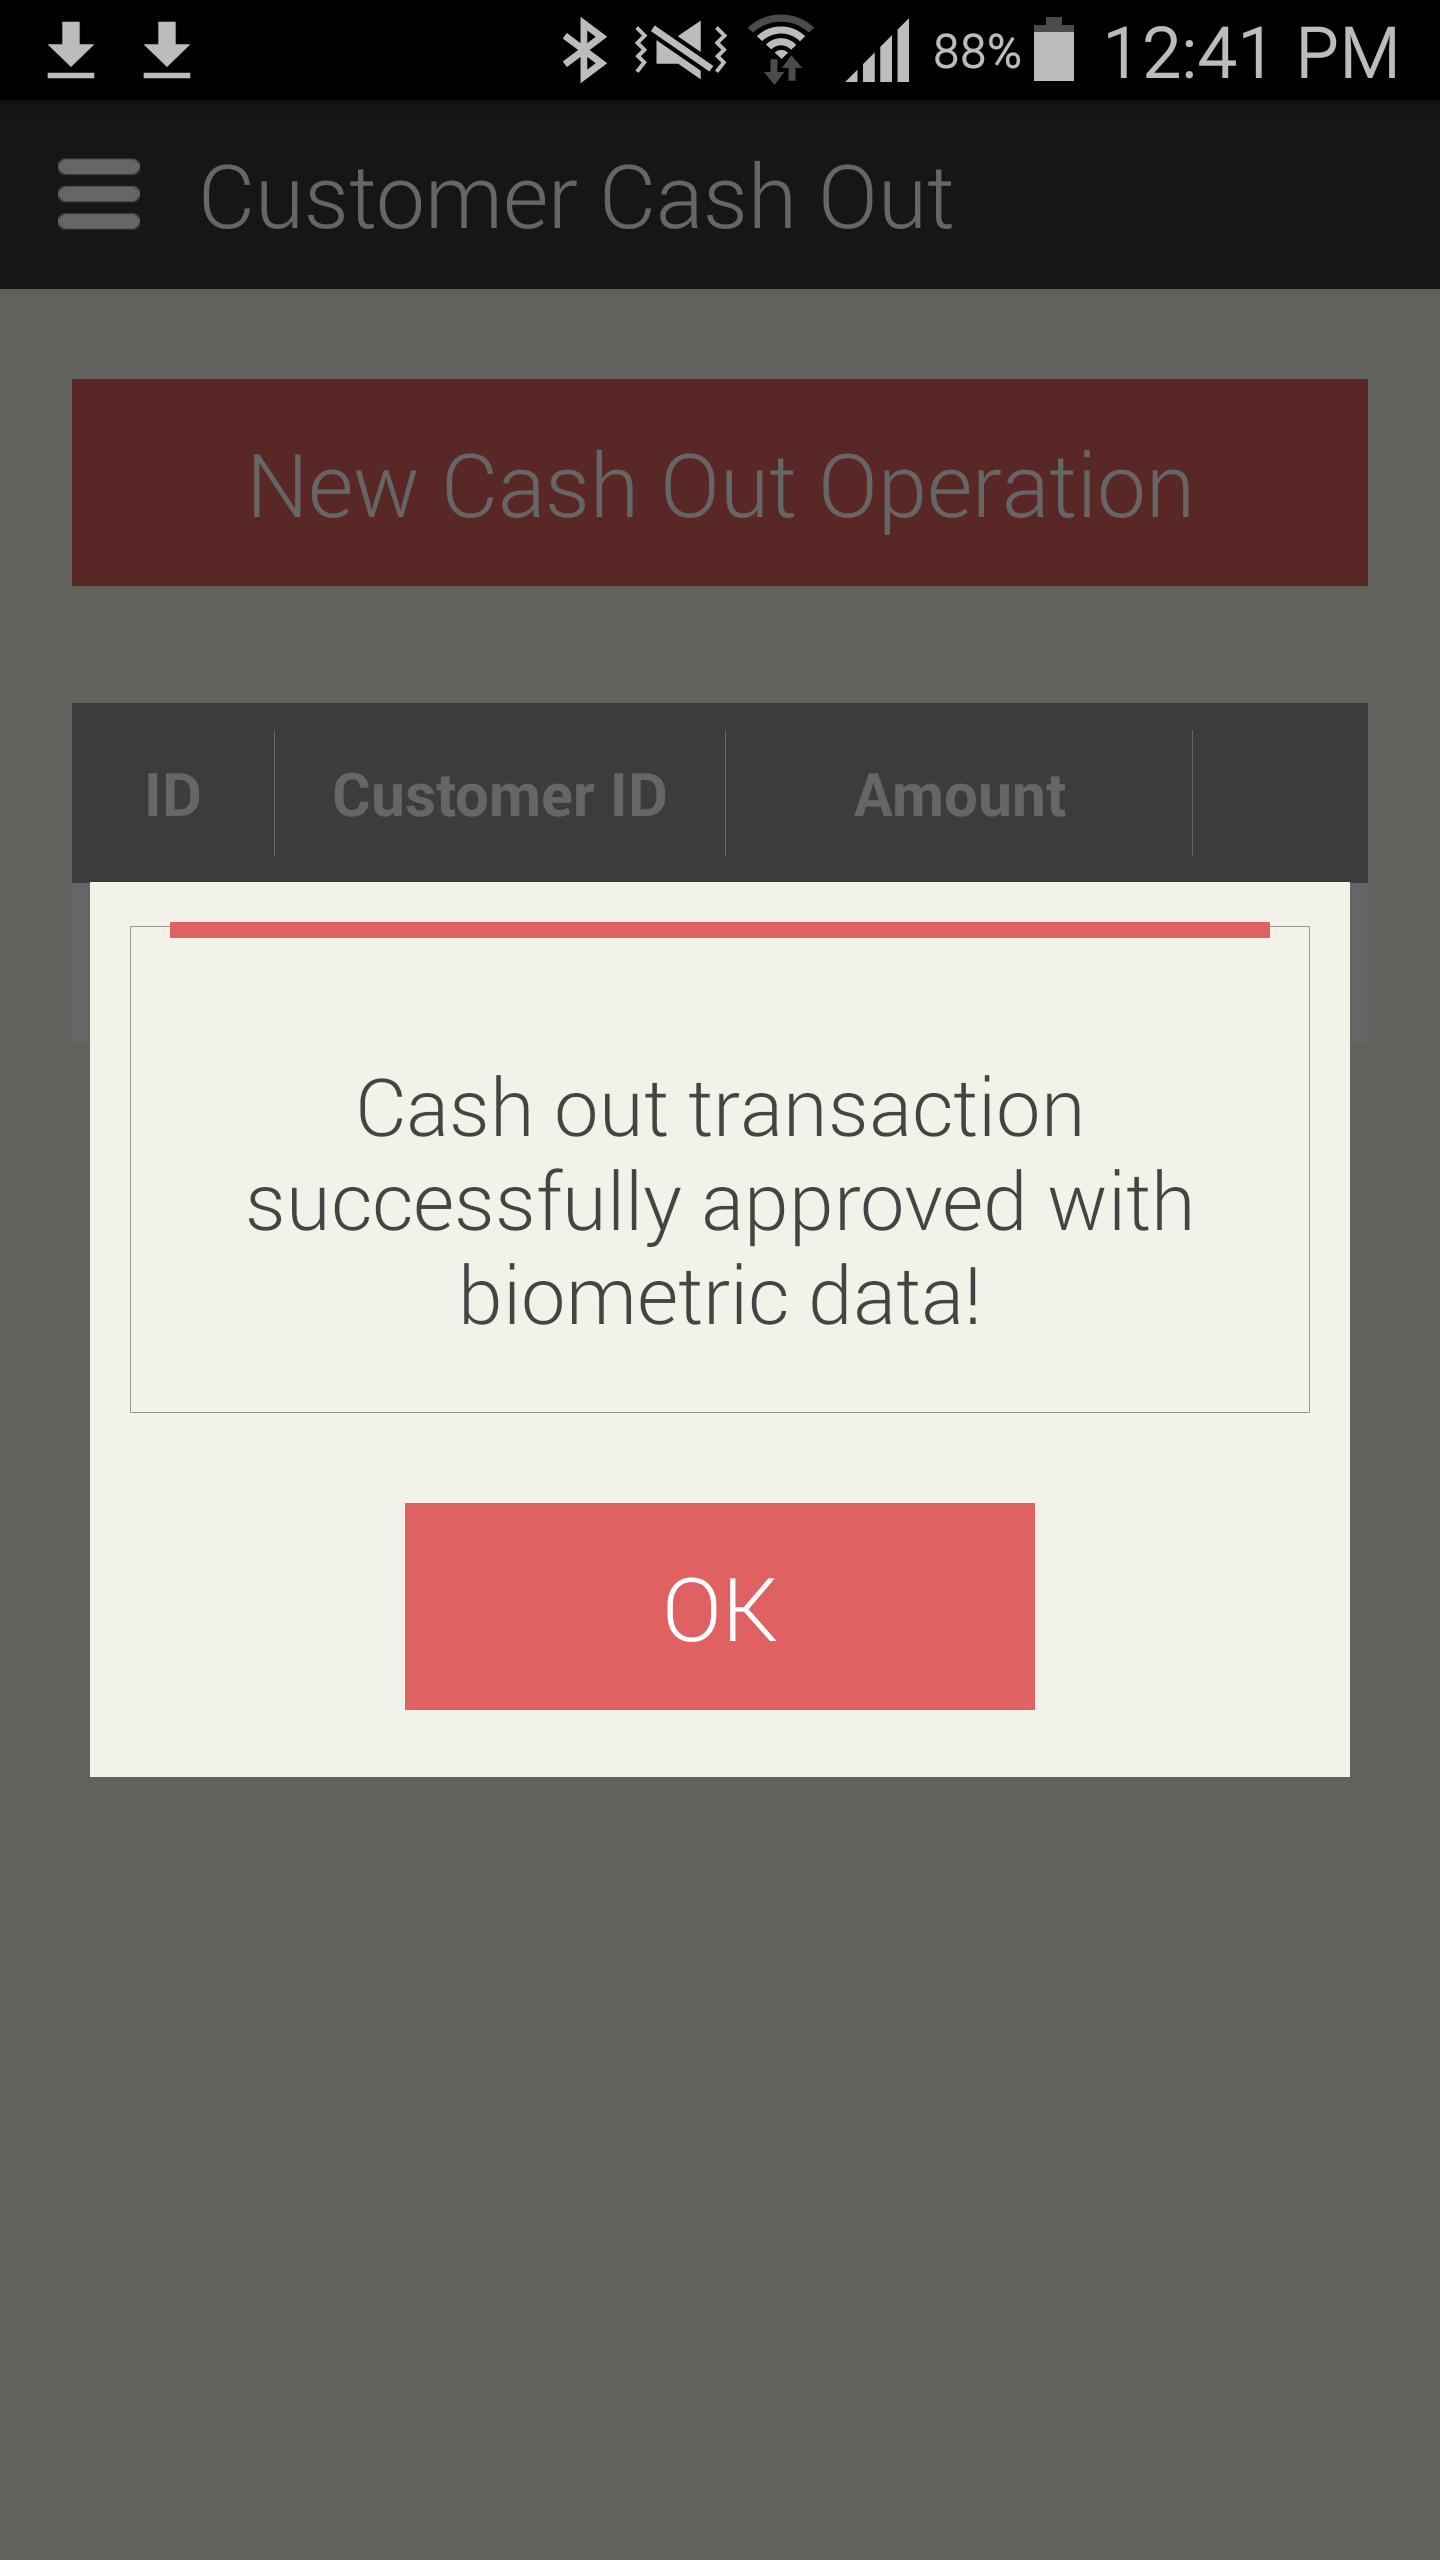 88% 12:41 PM
Customer Cash Out
New Cash Out Operation
ID Customer ID Amount
Cash out transaction
successfully approved with
biometric data!
OK